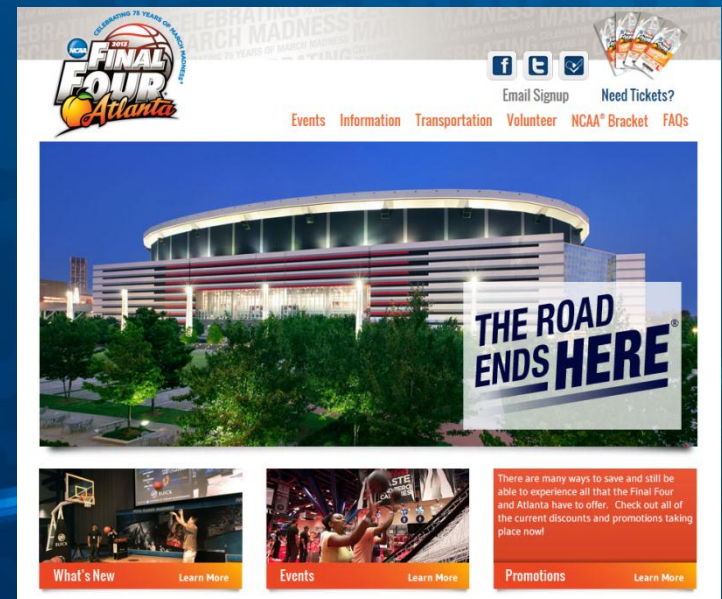 CELEBRATING 75 YEARS OF MARCH MADNESS
NCAA
2013
FINAL
FOUR
Atlanta
Email Signup
Need Tickets?
Events Information Transportation Volunteer NCAA® Bracket FAQs
THE ROAD
ENDS HERE®
BUICK
There are many ways to save and still be
able to experience all that the Final Four
and Atlanta have to offer. Check out all of
the current discounts and promotions taking
place now!
What's New Learn More
Events Learn More
Promotions Learn More